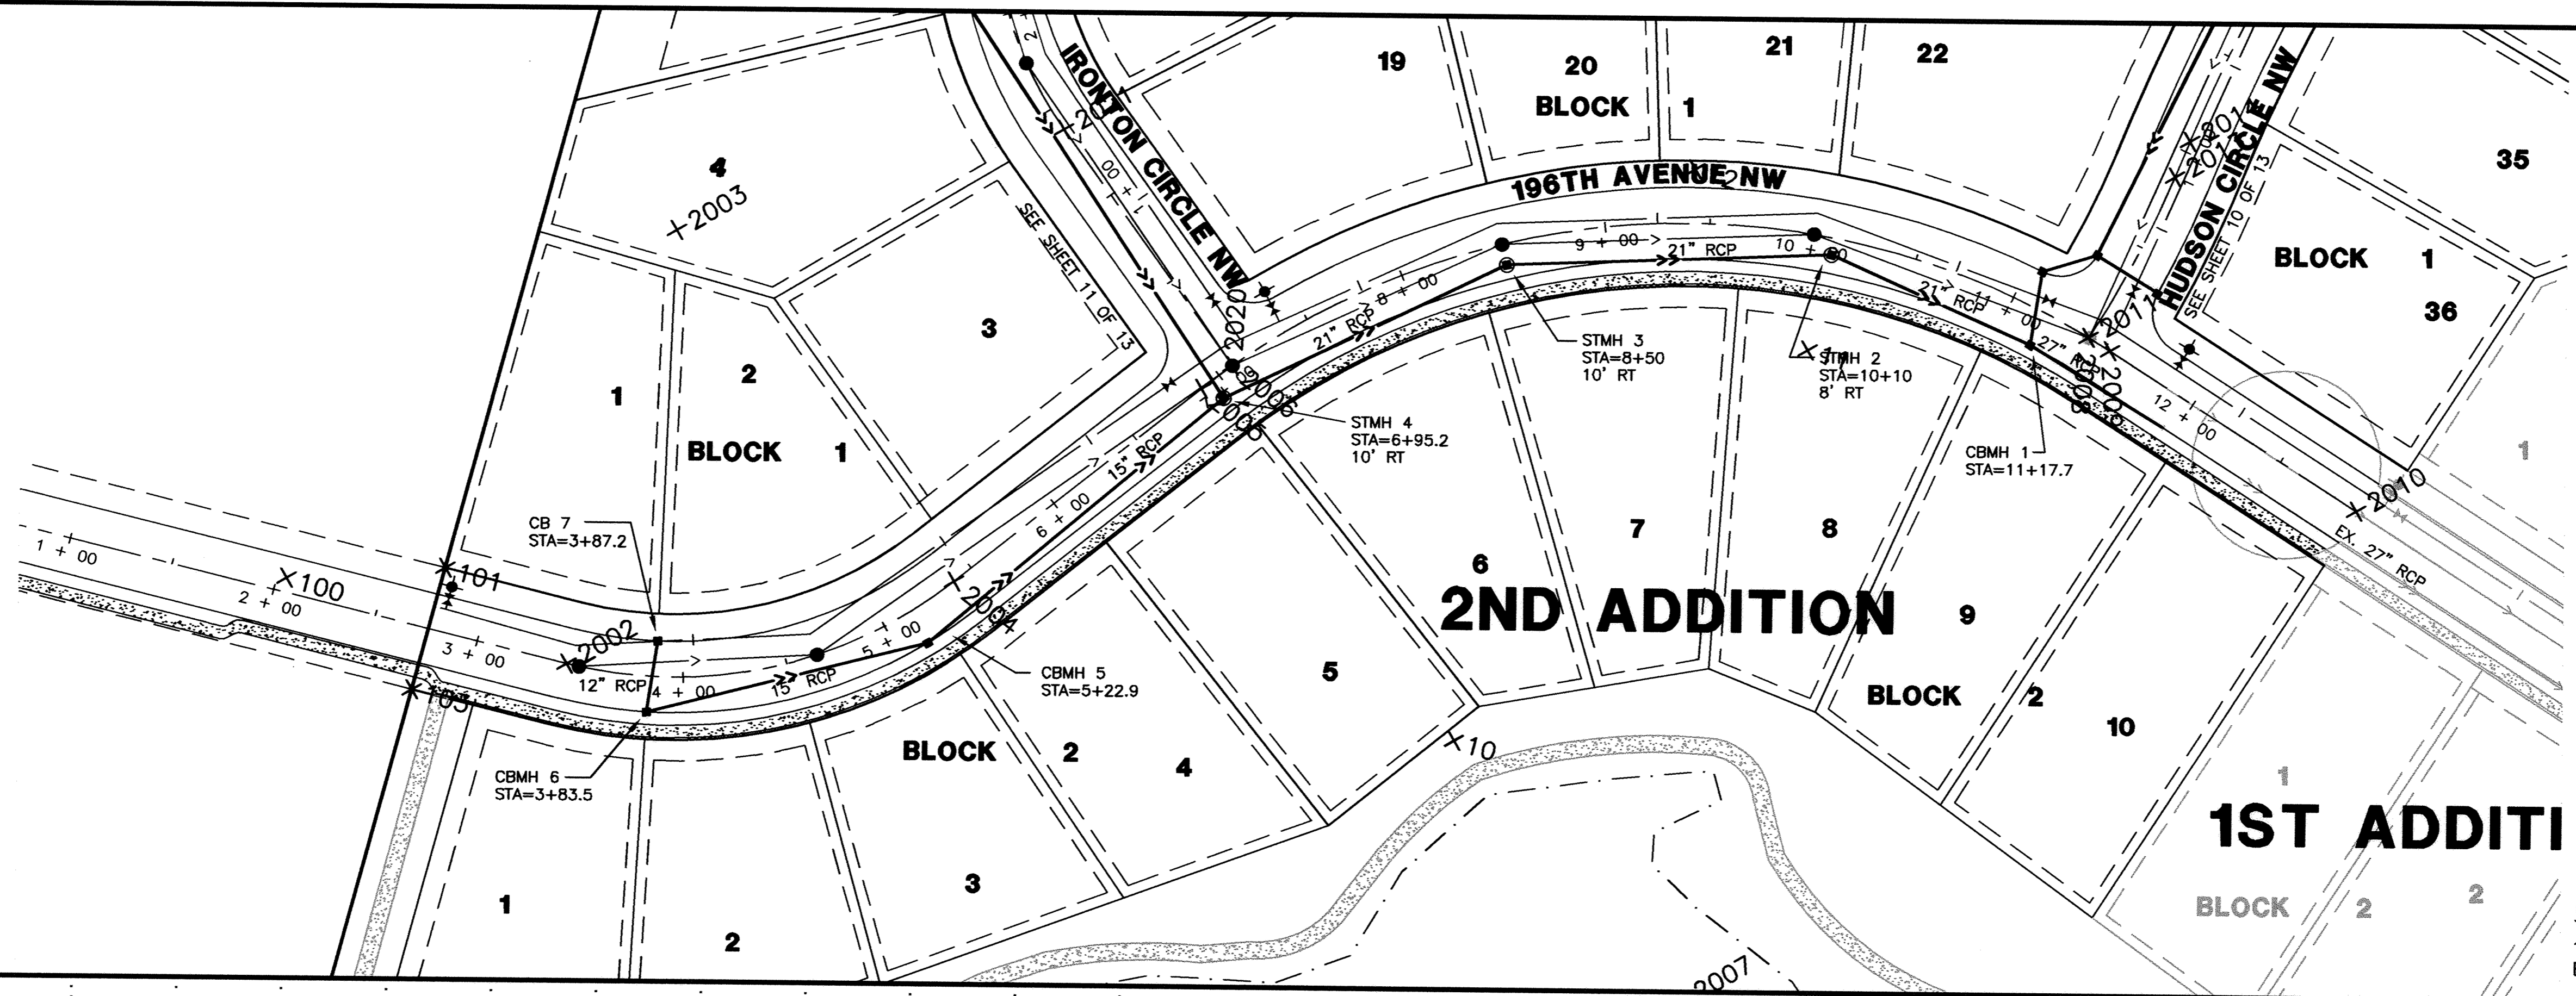 IRONTON CIRCLE NW
SEE SHEET 11 OF 13
19
20
21
22
BLOCK 1
196TH AVENUE NW
HUDSON CIRCLE NW
SEE SHEET 10 OF 13
35
BLOCK 1
36
4
2003
3
2
1
BLOCK 1
2020
9 + 00
21" RCP
21" RCP
8 + 00
21" RCP
11 + 00
27" RCP
2017
12 + 00
2010
EX. 27" RCP
STMH 3
STA=8+50
10' RT
STMH 2
STA=10+10
8' RT
STMH 4
STA=6+95.2
10' RT
CBMH 1
STA=11+17.7
15" RCP
6 + 00
5 + 00
2004
CB 7
STA=3+87.2
1 + 00
100
101
2 + 00
3 + 00
2002
12" RCP
4 + 00
15" RCP
103
CBMH 5
STA=5+22.9
CBMH 6
STA=3+83.5
6
7
8
9
2ND ADDITION
5
BLOCK 2
10
BLOCK 2
4
10
3
1
2
1
1
1ST ADDITI
BLOCK 2
2
2007